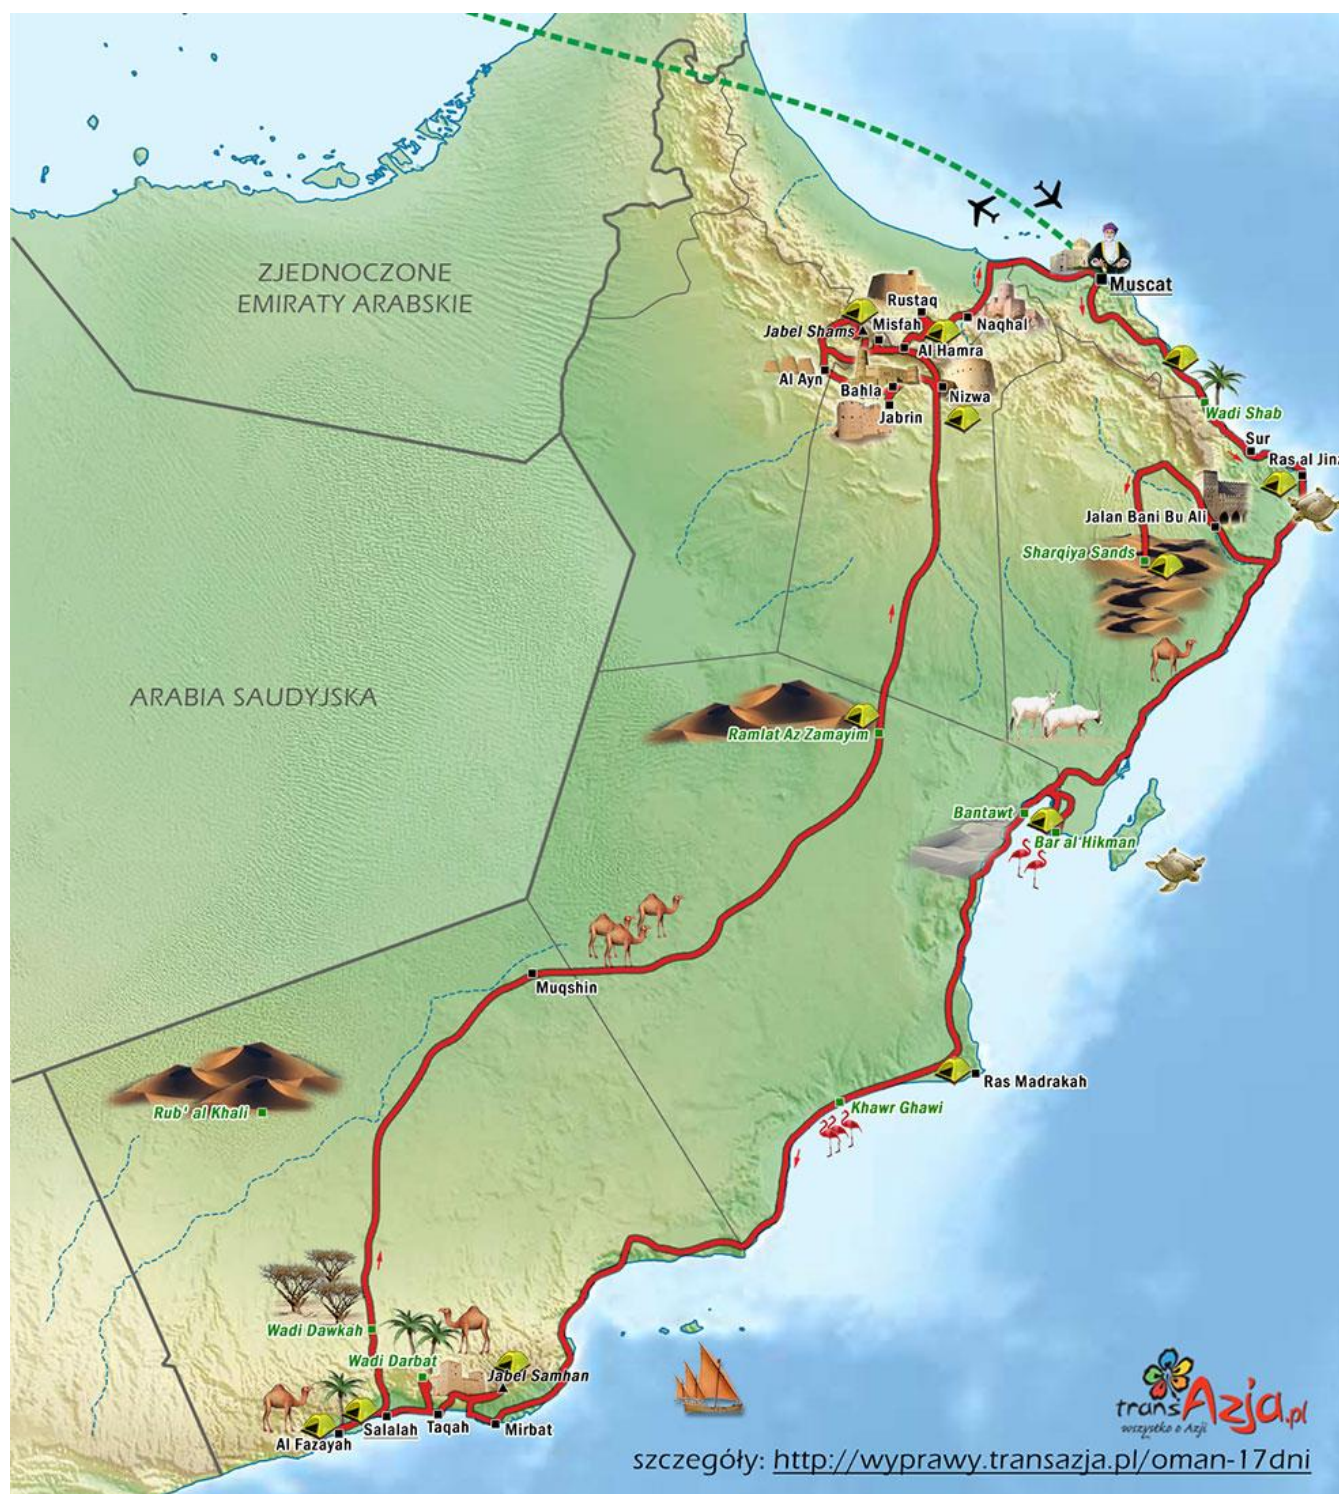 ZJEDNOCZONE
EMIRATY ARABSKIE
Muscat
Rustaq
Naqhal
Jabel Shams
Misfah
Al Hamra
Al Ayn
Bahla
Nizwa
Jabrin
Wadi Shab
Sur
Ras al Jinz
Jalan Bani Bu Ali
Sharqiya Sands
ARABIA SAUDYJSKA
Ramlat Az Zamayim
Bantawt
Bar al Hikman
Muqshin
Ras Madrakah
Khawr Ghawi
Rub' al Khali
Wadi Dawkah
Wadi Darbat
Jabel Samhan
Al Fazayah
Salalah
Taqah
Mirbat
transAzja.pl
wszystko o Azji
szczegóły: http://wyprawy.transazja.pl/oman-17dni